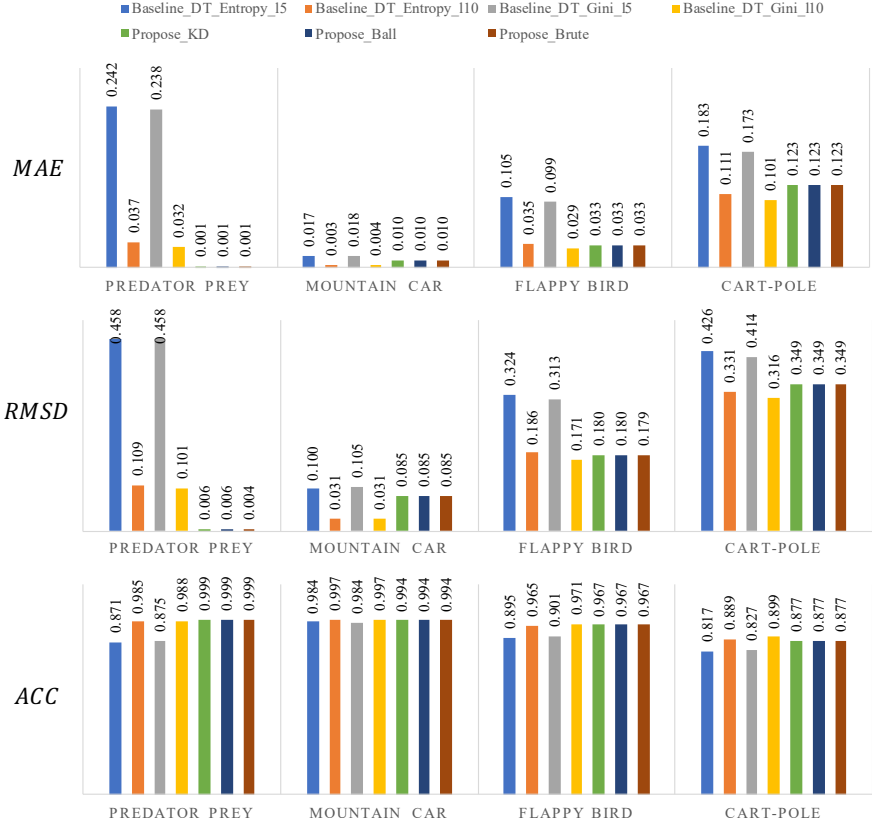 Baseline_DT_Entropy_l5 Baseline_DT_Entropy_l10 Baseline_DT_Gini_l5 Baseline_DT_Gini_l10
Propose_KD Propose_Ball Propose_Brute
MAE
0.242 0.037 0.238 0.032 0.001 0.001 0.001
0.017 0.003 0.018 0.004 0.010 0.010 0.010
0.105 0.035 0.099 0.029 0.033 0.033 0.033
0.183 0.111 0.173 0.101 0.123 0.123 0.123
PREDATOR PREY MOUNTAIN CAR FLAPPY BIRD CART-POLE
RMSD
0.458 0.109 0.458 0.101 0.006 0.006 0.004
0.100 0.031 0.105 0.031 0.085 0.085 0.085
0.324 0.186 0.313 0.171 0.180 0.180 0.179
0.426 0.331 0.414 0.316 0.349 0.349 0.349
PREDATOR PREY MOUNTAIN CAR FLAPPY BIRD CART-POLE
ACC
0.871 0.985 0.875 0.988 0.999 0.999 0.999
0.984 0.997 0.984 0.997 0.994 0.994 0.994
0.895 0.965 0.901 0.971 0.967 0.967 0.967
0.817 0.889 0.827 0.899 0.877 0.877 0.877
PREDATOR PREY MOUNTAIN CAR FLAPPY BIRD CART-POLE